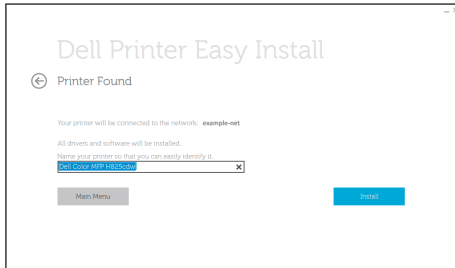 Dell Printer Easy Install
Printer Found
Your printer will be connected to the network: example-net
All drivers and software will be installed.
Name your printer so that you can easily identify it.
Dell Color MFP H825cdw
Main Menu
Install